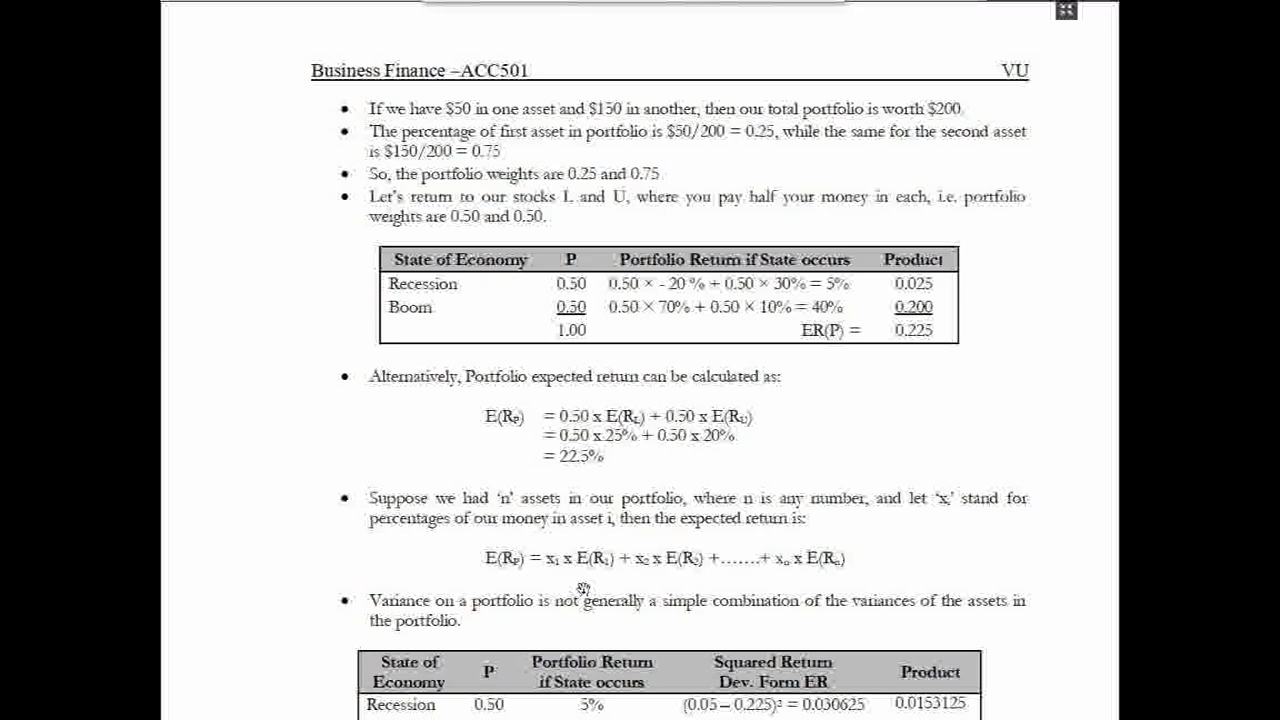 Business Finance –ACC501 VU
• If we have $50 in one asset and $150 in another, then our total portfolio is worth $200.
• The percentage of first asset in portfolio is $50/200 = 0.25, while the same for the second asset
is $150/200 = 0.75
• So, the portfolio weights are 0.25 and 0.75
• Let's return to our stocks L and U, where you pay half your money in each, i.e. portfolio
weights are 0.50 and 0.50.
State of Economy P Portfolio Return if State occurs Product
Recession 0.50 0.50 × - 20 % + 0.50 × 30% = 5% 0.025
Boom 0.50 0.50 × 70% + 0.50 × 10% = 40% 0.200
1.00 ER(P) = 0.225
• Alternatively, Portfolio expected return can be calculated as:
E(RP) = 0.50 x E(RL) + 0.50 x E(RU)
= 0.50 x 25% + 0.50 x 20%
= 22.5%
• Suppose we had 'n' assets in our portfolio, where n is any number, and let 'xi' stand for
percentages of our money in asset i, then the expected return is:
E(RP) = x1 x E(R1) + x2 x E(R2) +…….+ xn x E(Rn)
• Variance on a portfolio is not generally a simple combination of the variances of the assets in
the portfolio.
State of Economy P Portfolio Return if State occurs Squared Return Dev. Form ER Product
Recession 0.50 5% (0.05 – 0.225)² = 0.030625 0.0153125